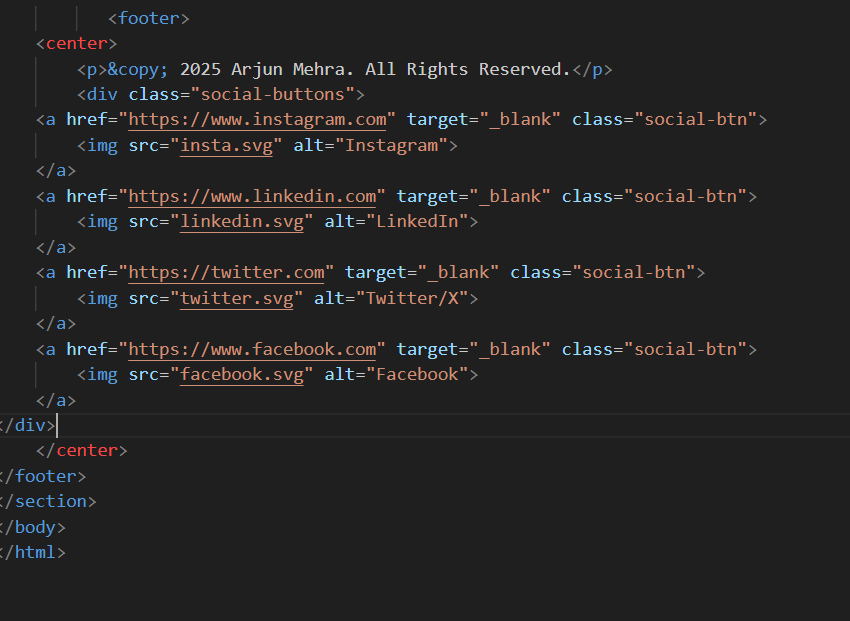 <footer>
<center>
<p>&copy; 2025 Arjun Mehra. All Rights Reserved.</p>
<div class="social-buttons">
<a href="https://www.instagram.com" target="_blank" class="social-btn">
<img src="insta.svg" alt="Instagram">
</a>
<a href="https://www.linkedin.com" target="_blank" class="social-btn">
<img src="linkedin.svg" alt="LinkedIn">
</a>
<a href="https://twitter.com" target="_blank" class="social-btn">
<img src="twitter.svg" alt="Twitter/X">
</a>
<a href="https://www.facebook.com" target="_blank" class="social-btn">
<img src="facebook.svg" alt="Facebook">
</a>
</div>
</center>
</footer>
</section>
</body>
</html>